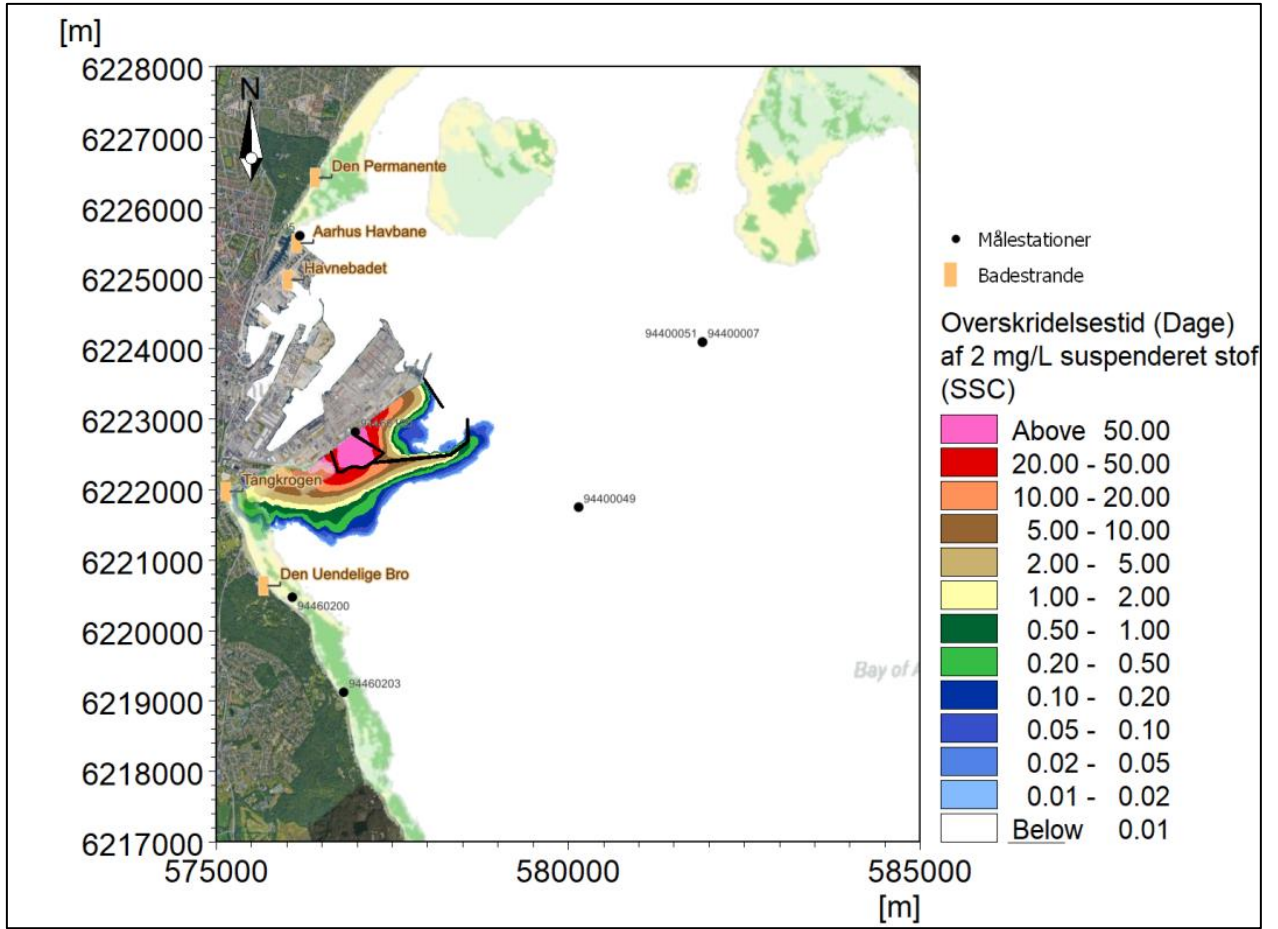 [m]
6228000
6227000
6226000
6225000
6224000
6223000
6222000
6221000
6220000
6219000
6218000
6217000
575000
580000
585000
[m]
N
Den Permanente
Aarhus Havbane
Havnebadet
94400051
94400007
Tangkrogen
94400049
Den Uendelige Bro
94460200
94460203
Bay of
Målestationer
Badestrande
Overskridelsestid (Dage)
af 2 mg/L suspenderet stof
(SSC)
Above 50.00
20.00 - 50.00
10.00 - 20.00
5.00 - 10.00
2.00 - 5.00
1.00 - 2.00
0.50 - 1.00
0.20 - 0.50
0.10 - 0.20
0.05 - 0.10
0.02 - 0.05
0.01 - 0.02
Below 0.01